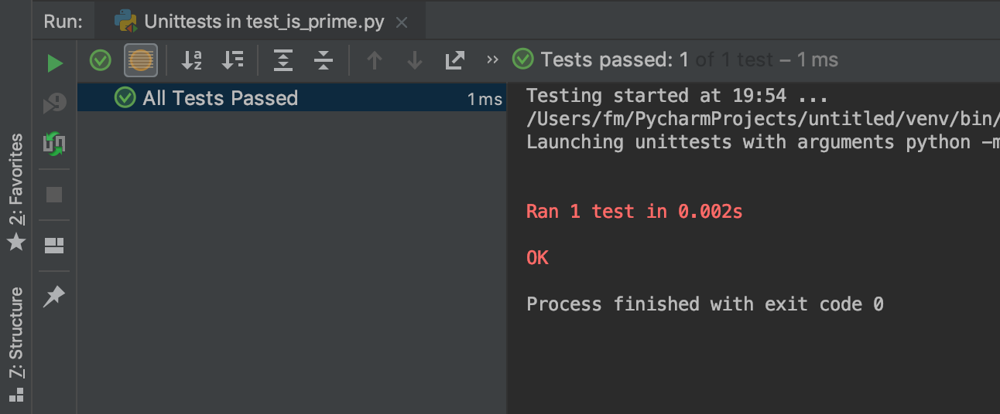 Run: Unittests in test_is_prime.py
Tests passed: 1 of 1 test – 1 ms
All Tests Passed 1 ms
Testing started at 19:54 ...
/Users/fm/PycharmProjects/untitled/venv/bin/
Launching unittests with arguments python -m
Ran 1 test in 0.002s
OK
Process finished with exit code 0
2: Favorites
7: Structure